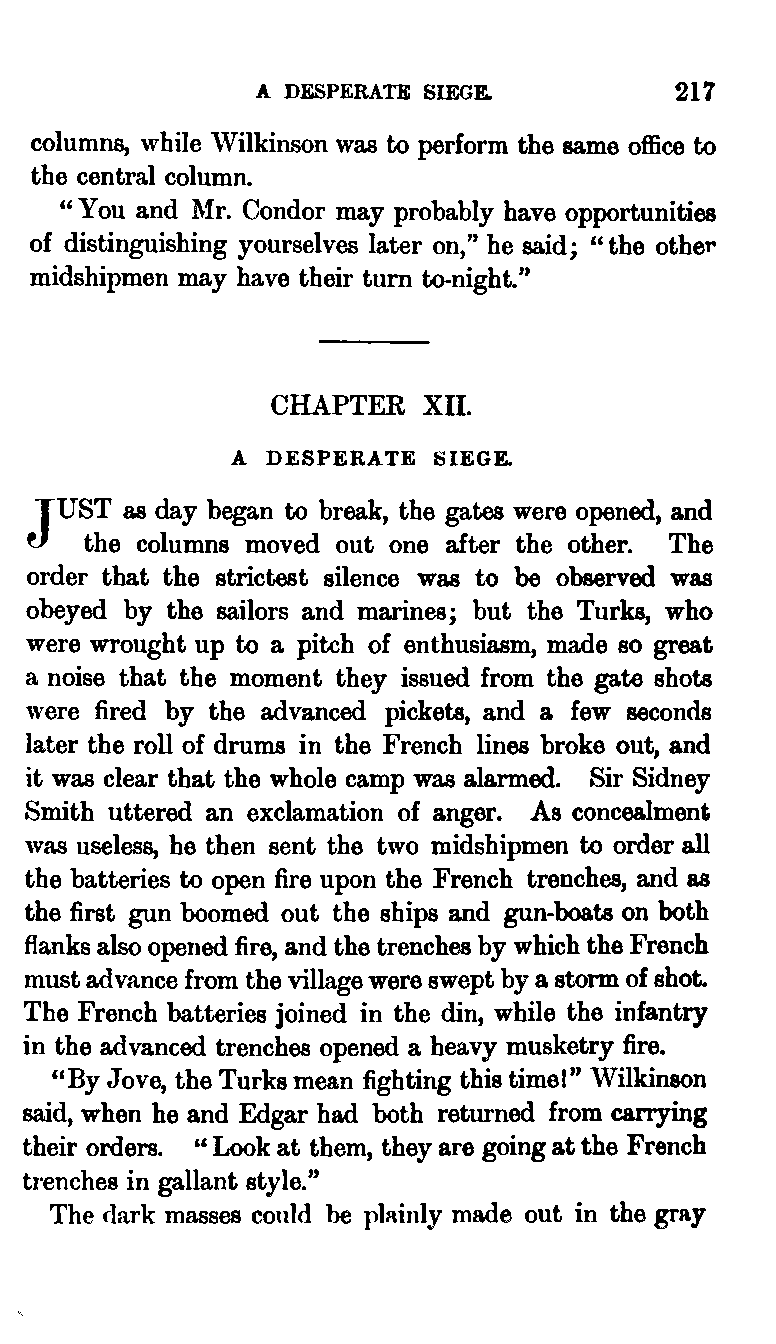 A DESPERATE SIEGE. 217
columns, while Wilkinson was to perform the same office to
the central column.
"You and Mr. Condor may probably have opportunities
of distinguishing yourselves later on," he said; "the other
midshipmen may have their turn to-night."
CHAPTER XII.
A DESPERATE SIEGE.
JUST as day began to break, the gates were opened, and
the columns moved out one after the other. The
order that the strictest silence was to be observed was
obeyed by the sailors and marines; but the Turks, who
were wrought up to a pitch of enthusiasm, made so great
a noise that the moment they issued from the gate shots
were fired by the advanced pickets, and a few seconds
later the roll of drums in the French lines broke out, and
it was clear that the whole camp was alarmed. Sir Sidney
Smith uttered an exclamation of anger. As concealment
was useless, he then sent the two midshipmen to order all
the batteries to open fire upon the French trenches, and as
the first gun boomed out the ships and gun-boats on both
flanks also opened fire, and the trenches by which the French
must advance from the village were swept by a storm of shot.
The French batteries joined in the din, while the infantry
in the advanced trenches opened a heavy musketry fire.
"By Jove, the Turks mean fighting this time!" Wilkinson
said, when he and Edgar had both returned from carrying
their orders. "Look at them, they are going at the French
trenches in gallant style."
The dark masses could be plainly made out in the gray